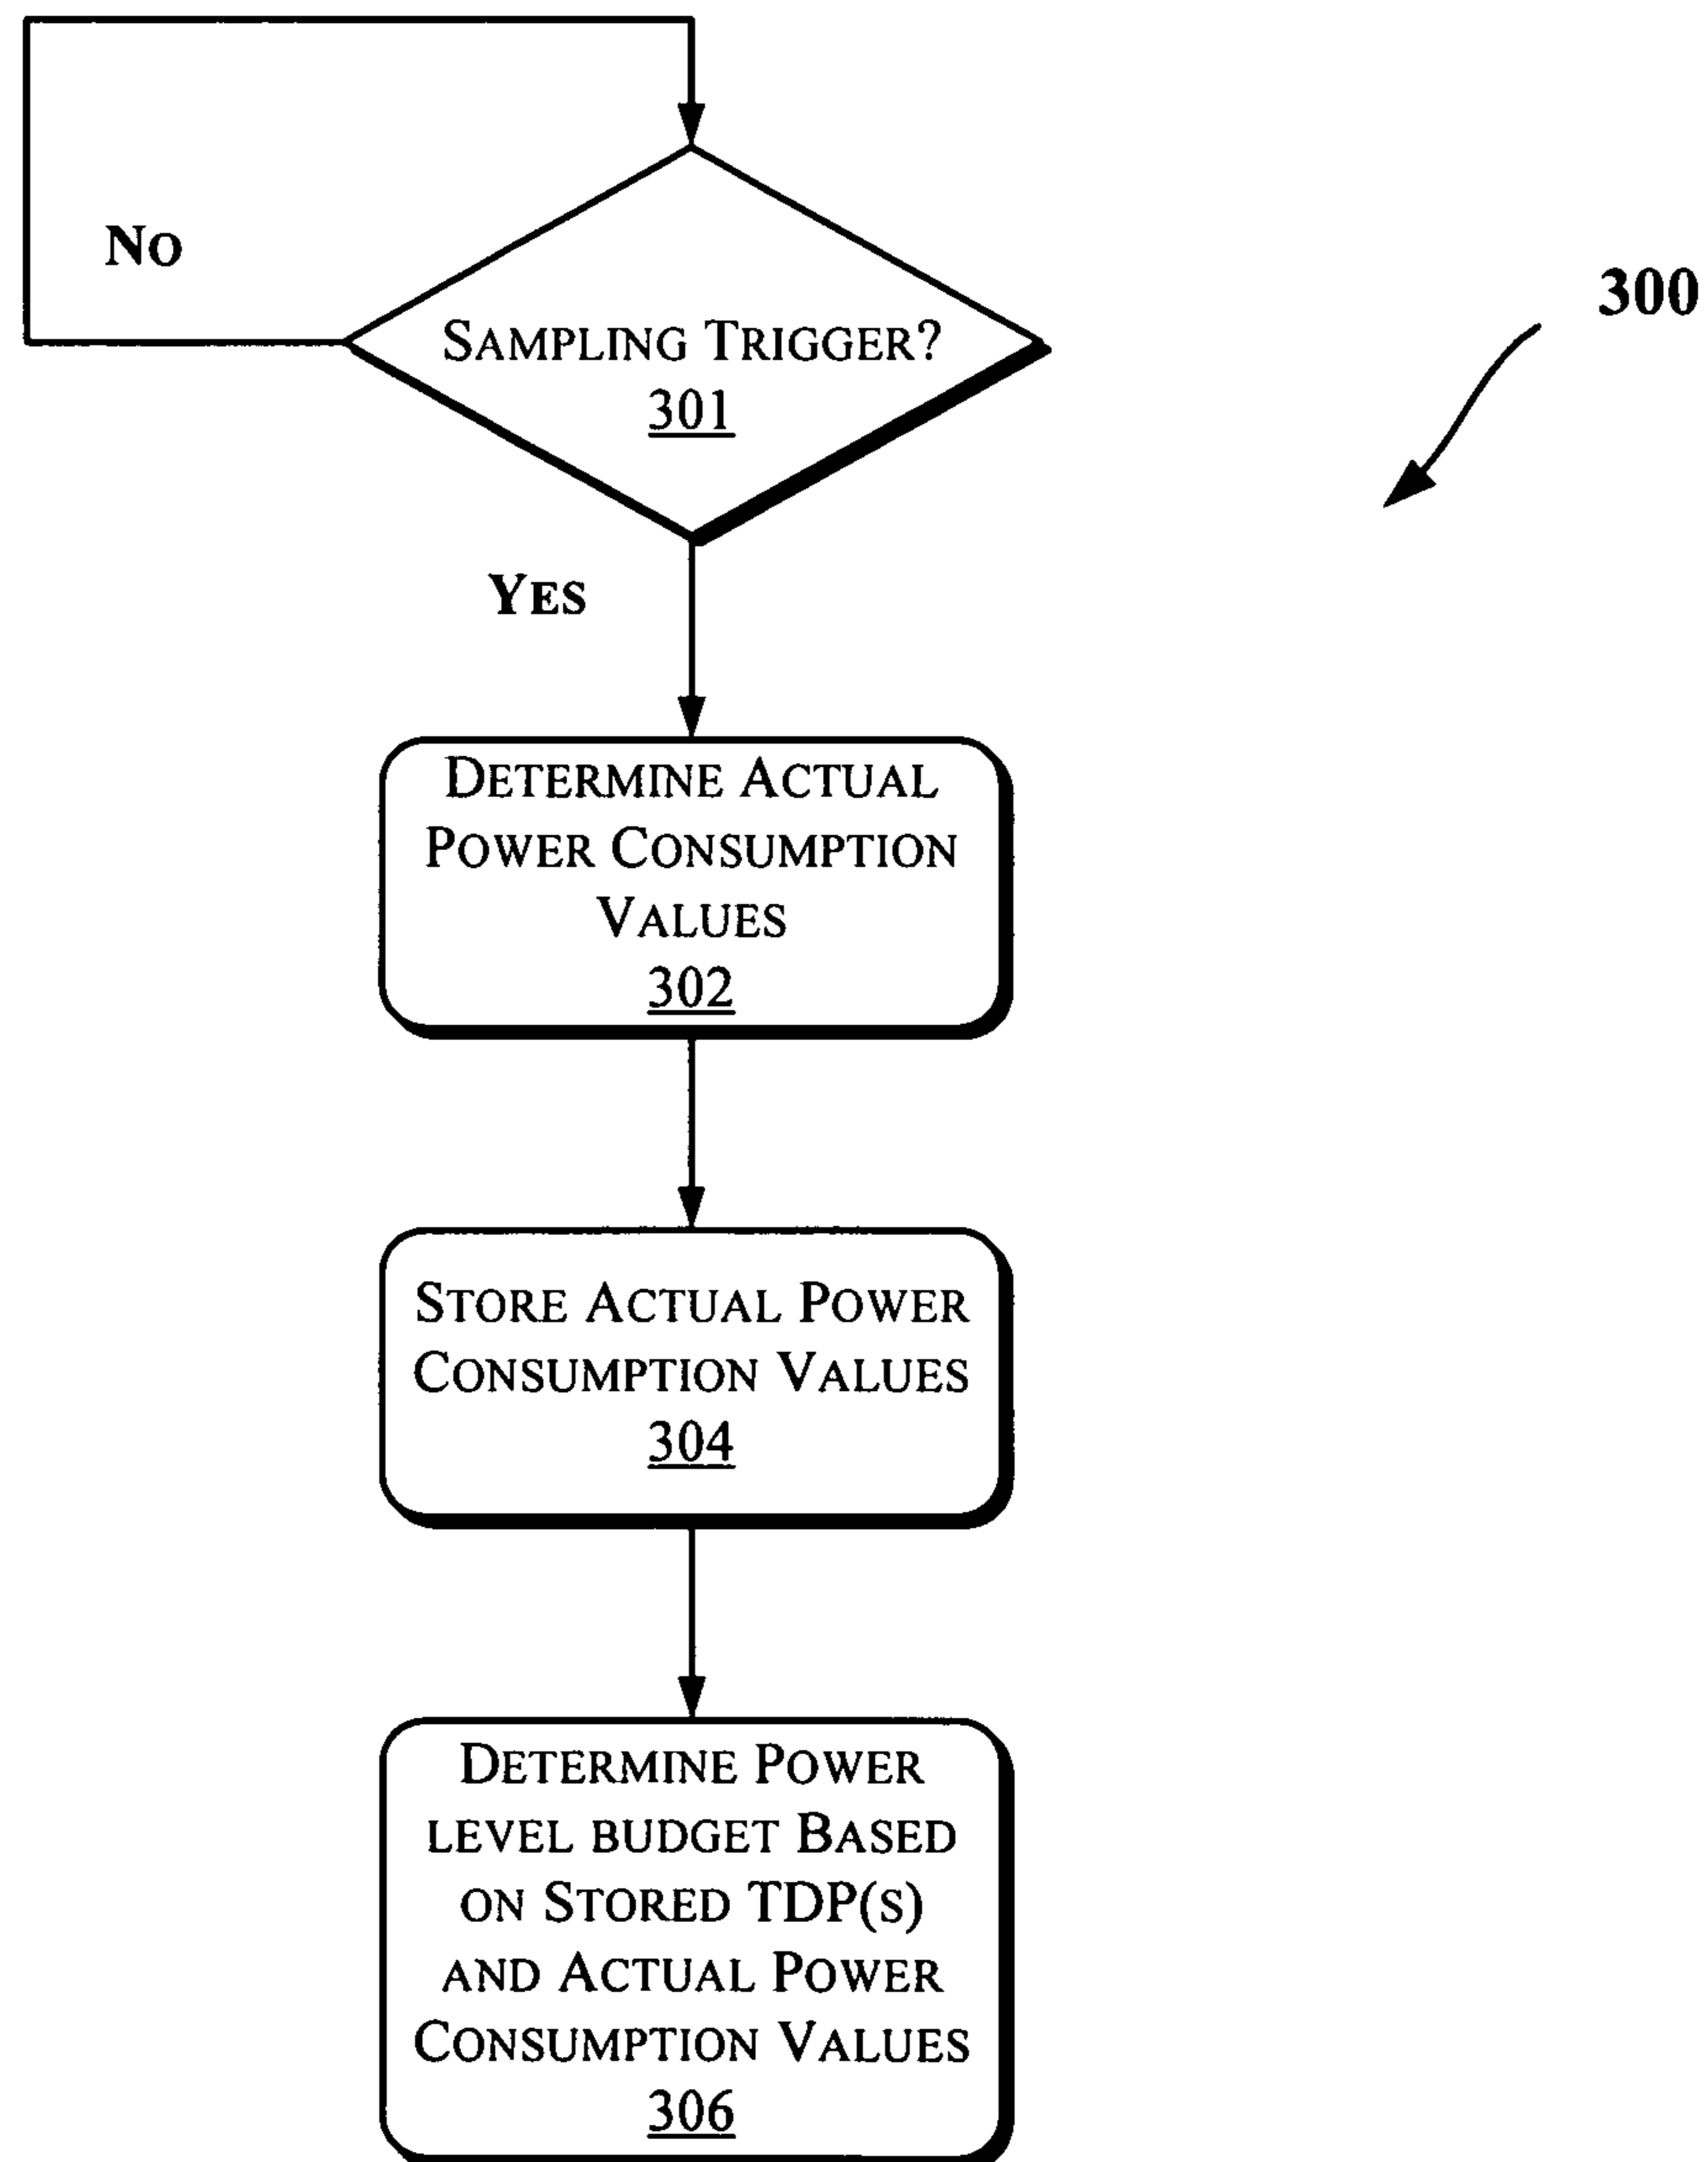 NO
300
SAMPLING TRIGGER?
301
YES
DETERMINE ACTUAL
POWER CONSUMPTION
VALUES
302
STORE ACTUAL POWER
CONSUMPTION VALUES
304
DETERMINE POWER
LEVEL BUDGET BASED
ON STORED TDP(S)
AND ACTUAL POWER
CONSUMPTION VALUES
306